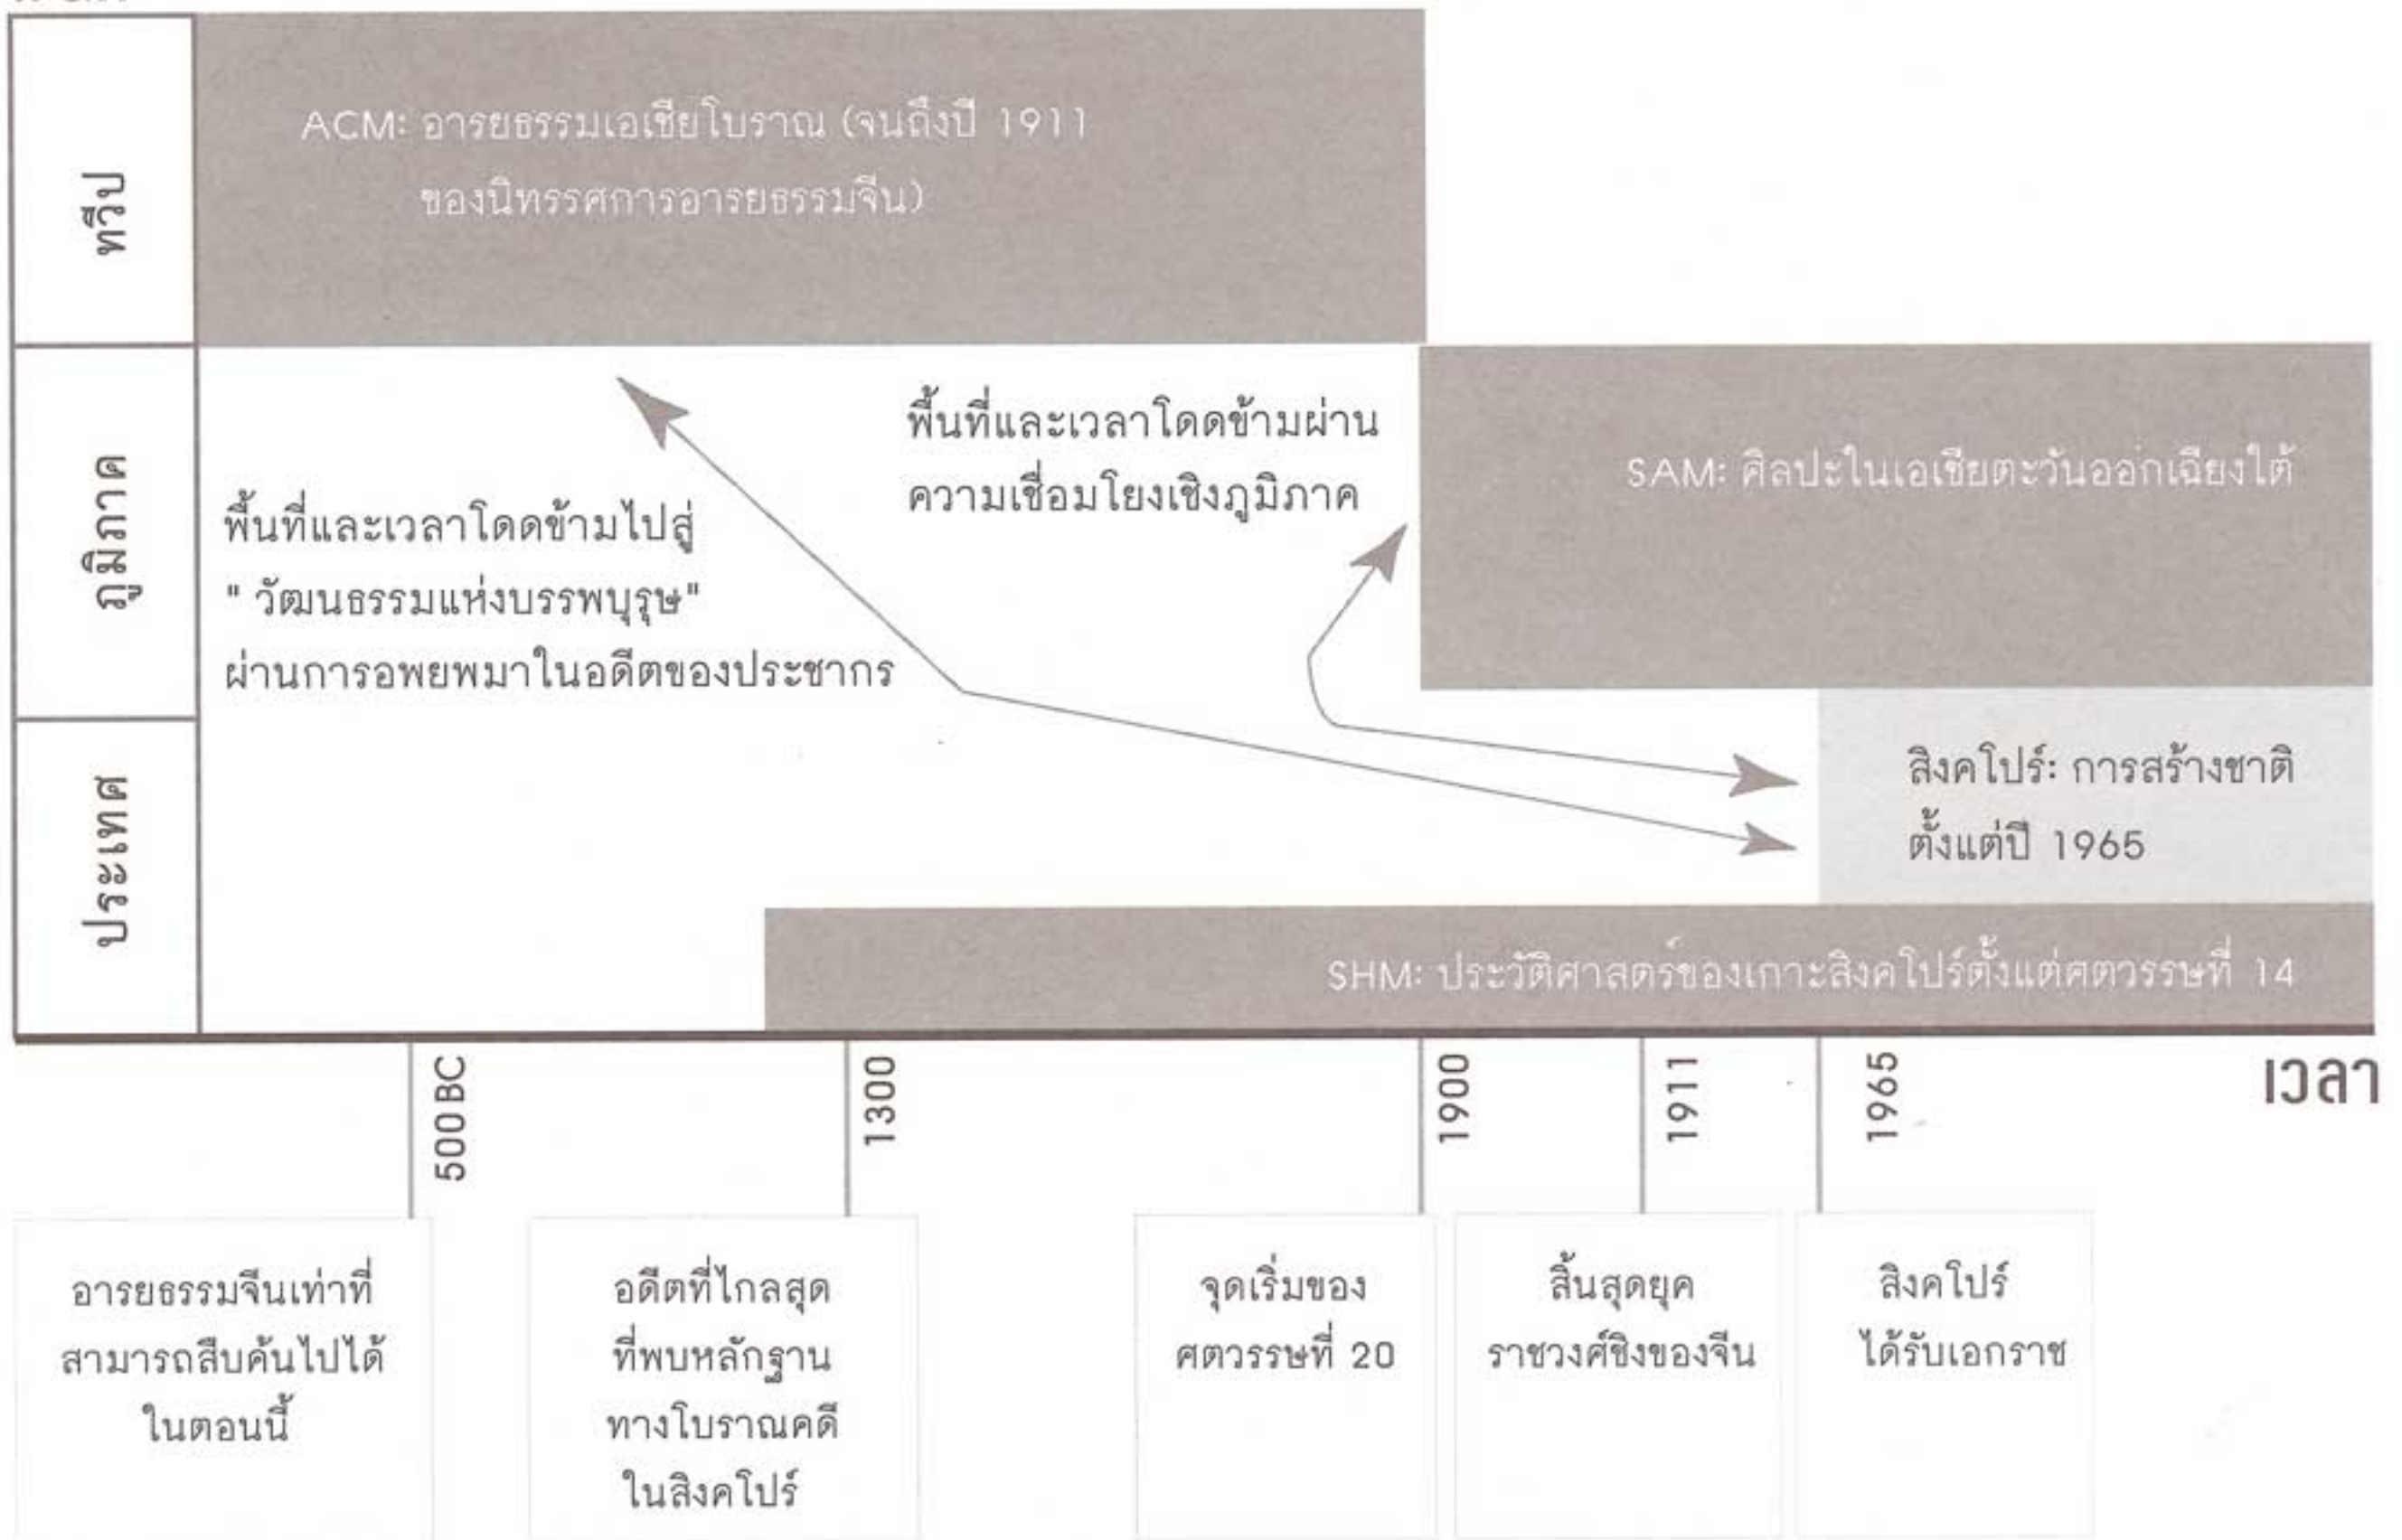 ทวีป
ACM: อารยธรรมเอเชียโบราณ (จนถึงปี 1911
ของนิทรรศการอารยธรรมจีน)
ภูมิภาค
พื้นที่และเวลาโดดข้ามไปสู่
" วัฒนธรรมแห่งบรรพบุรุษ"
ผ่านการอพยพมาในอดีตของประชากร
พื้นที่และเวลาโดดข้ามผ่าน
ความเชื่อมโยงเชิงภูมิภาค
SAM: ศิลปะในเอเชียตะวันออกเฉียงใต้
ประเทศ
สิงคโปร์: การสร้างชาติ
ตั้งแต่ปี 1965
SHM: ประวัติศาสตร์ของเกาะสิงคโปร์ตั้งแต่ศตวรรษที่ 14
500 BC
1300
1900
1911
1965
เวลา
อารยธรรมจีนเท่าที่
สามารถสืบค้นไปได้
ในตอนนี้
อดีตที่ไกลสุด
ที่พบหลักฐาน
ทางโบราณคดี
ในสิงคโปร์
จุดเริ่มของ
ศตวรรษที่ 20
สิ้นสุดยุค
ราชวงศ์ชิงของจีน
สิงคโปร์
ได้รับเอกราช